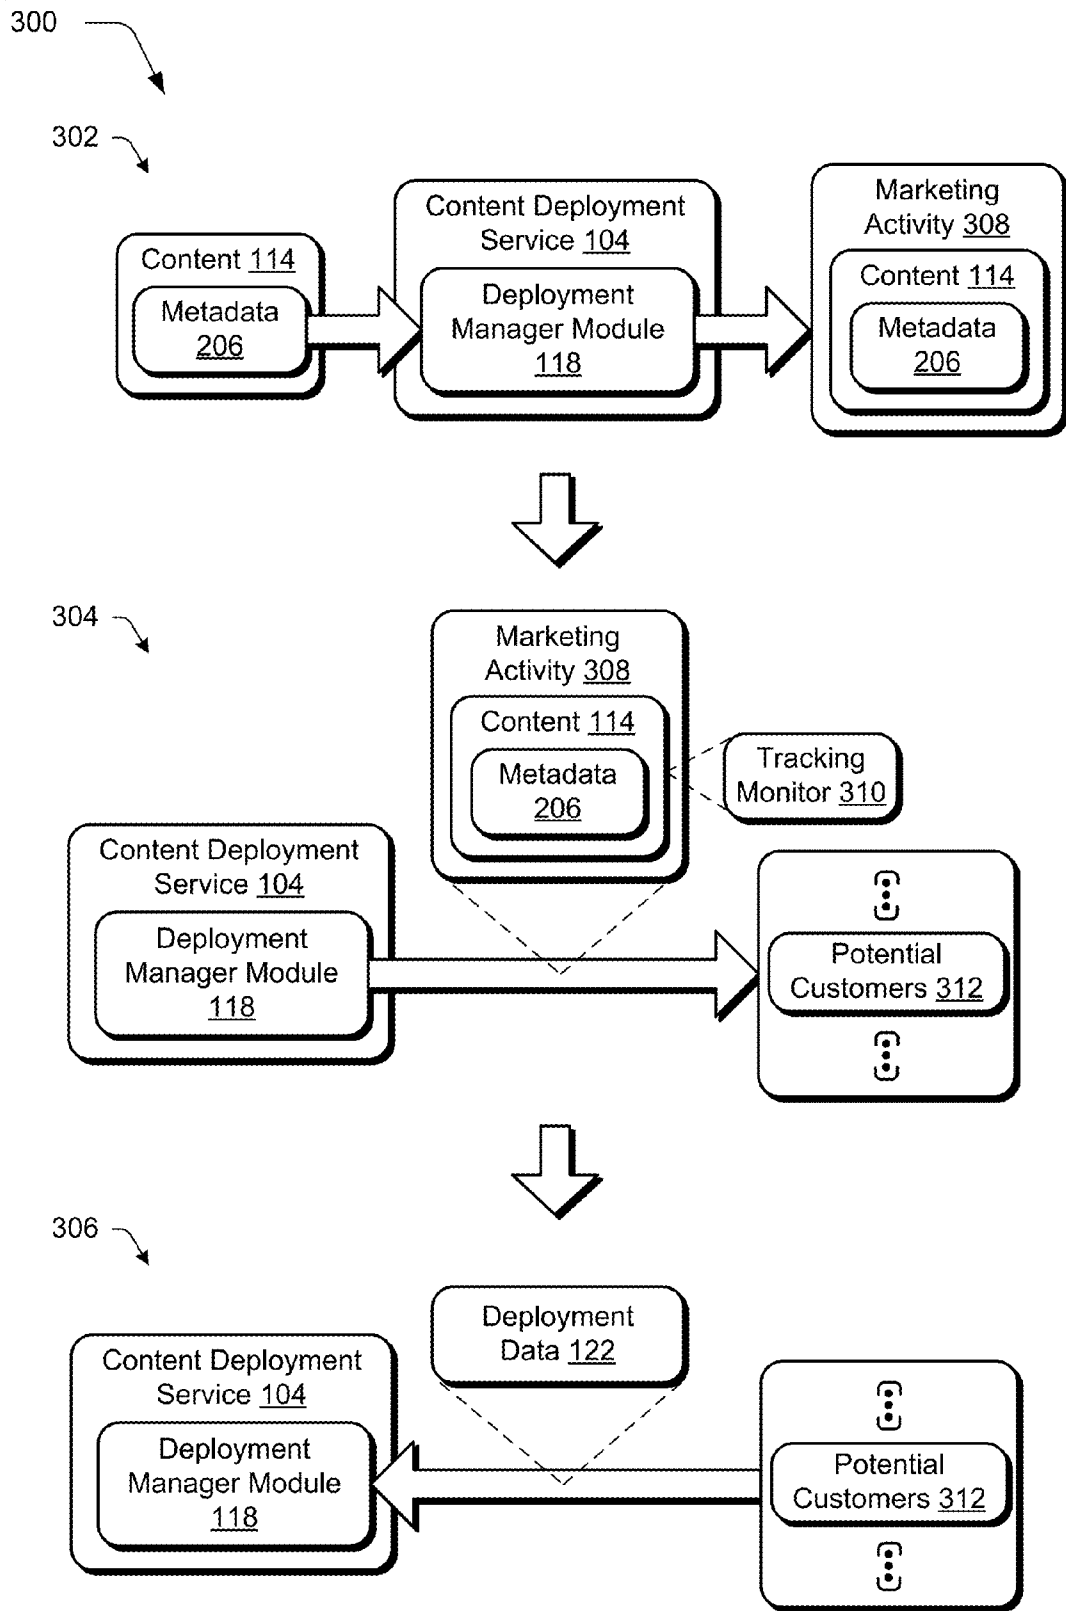 300
302
Content Deployment
Service 104
Marketing
Activity 308
Content 114
Metadata
206
Deployment
Manager Module
118
Content 114
Metadata
206
304
Marketing
Activity 308
Content 114
Metadata
206
Tracking
Monitor 310
Content Deployment
Service 104
Deployment
Manager Module
118
Potential
Customers 312
306
Deployment
Data 122
Content Deployment
Service 104
Deployment
Manager Module
118
Potential
Customers 312